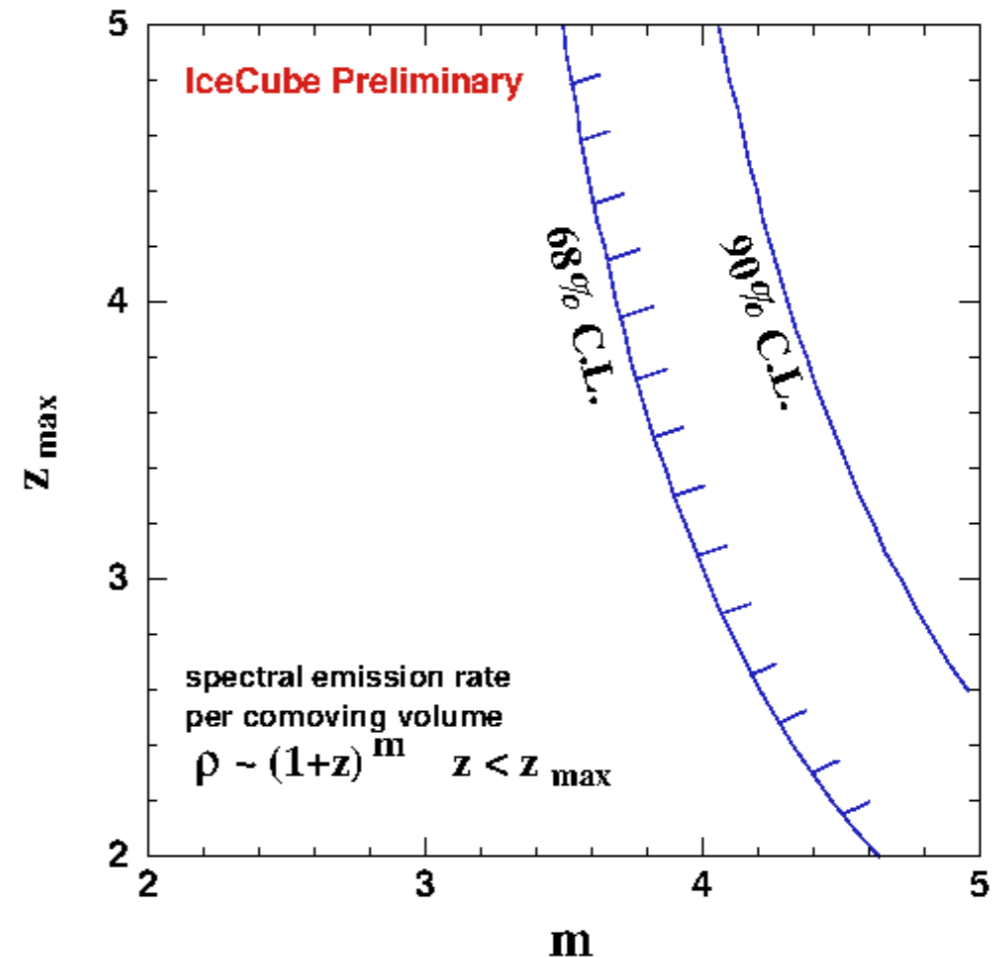 5
IceCube Preliminary
68% C.L.
90% C.L.
4
z max
3
spectral emission rate
per comoving volume
ρ ~ (1+z) m z < z max
2
2 3 4 5
m